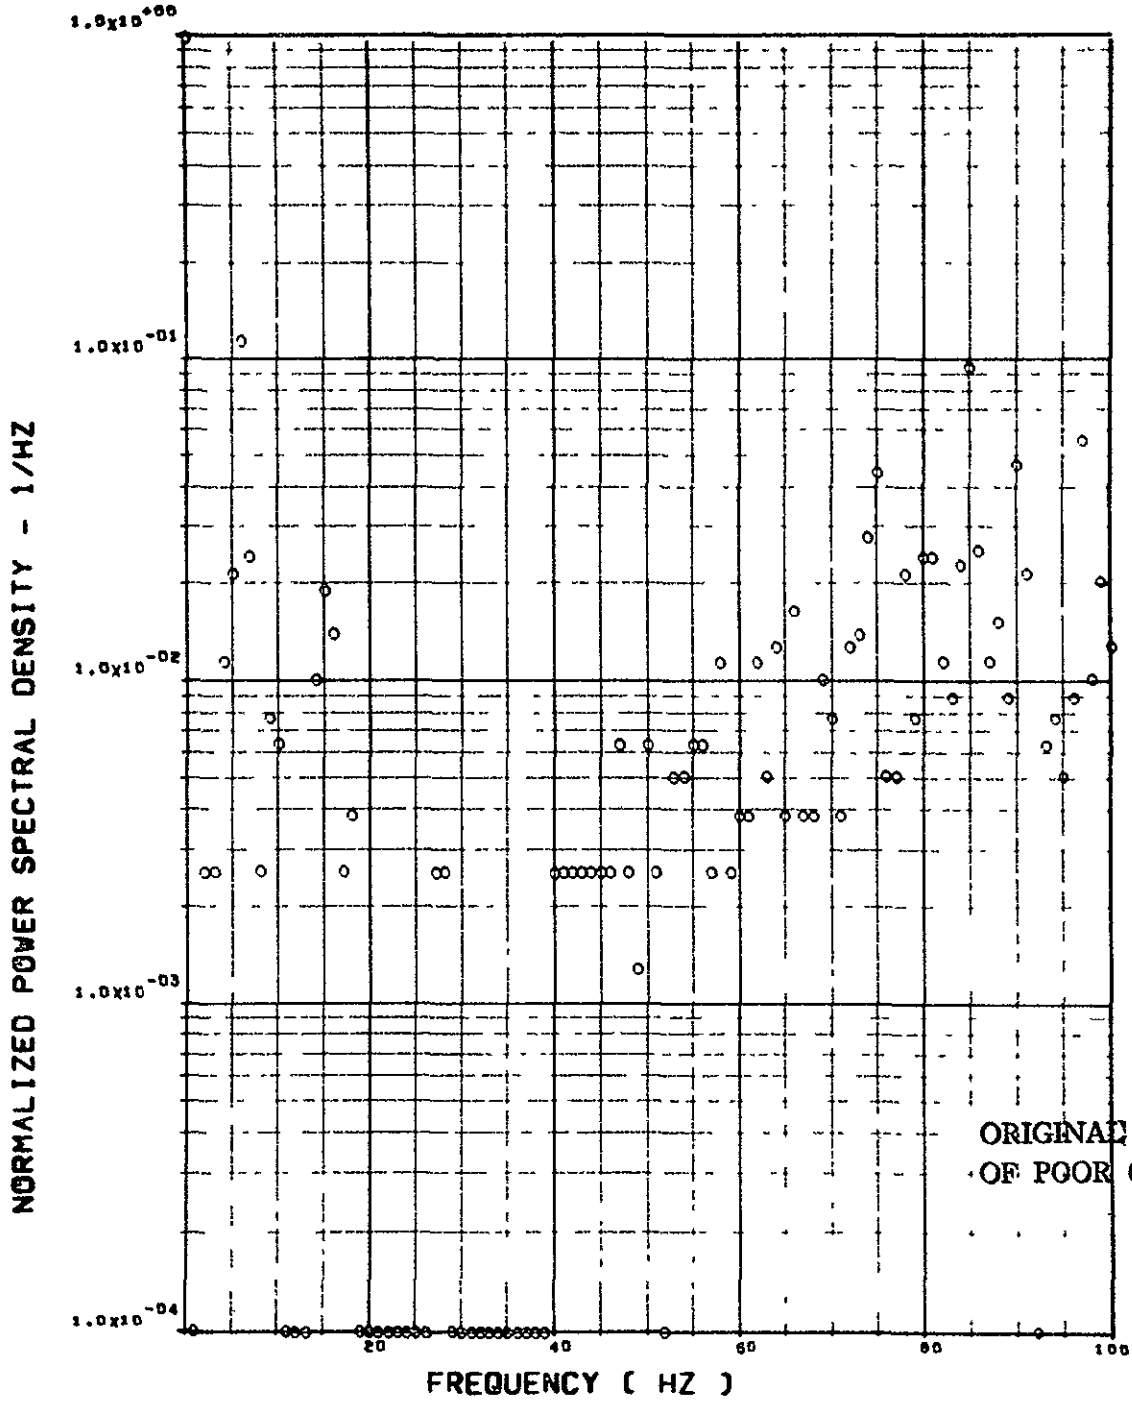 1.0X10+00
1.0X10-01
1.0X10-02
1.0X10-03
1.0X10-04
NORMALIZED POWER SPECTRAL DENSITY - 1/HZ
20
40
60
80
100
FREQUENCY ( HZ )
ORIGINAL
OF POOR